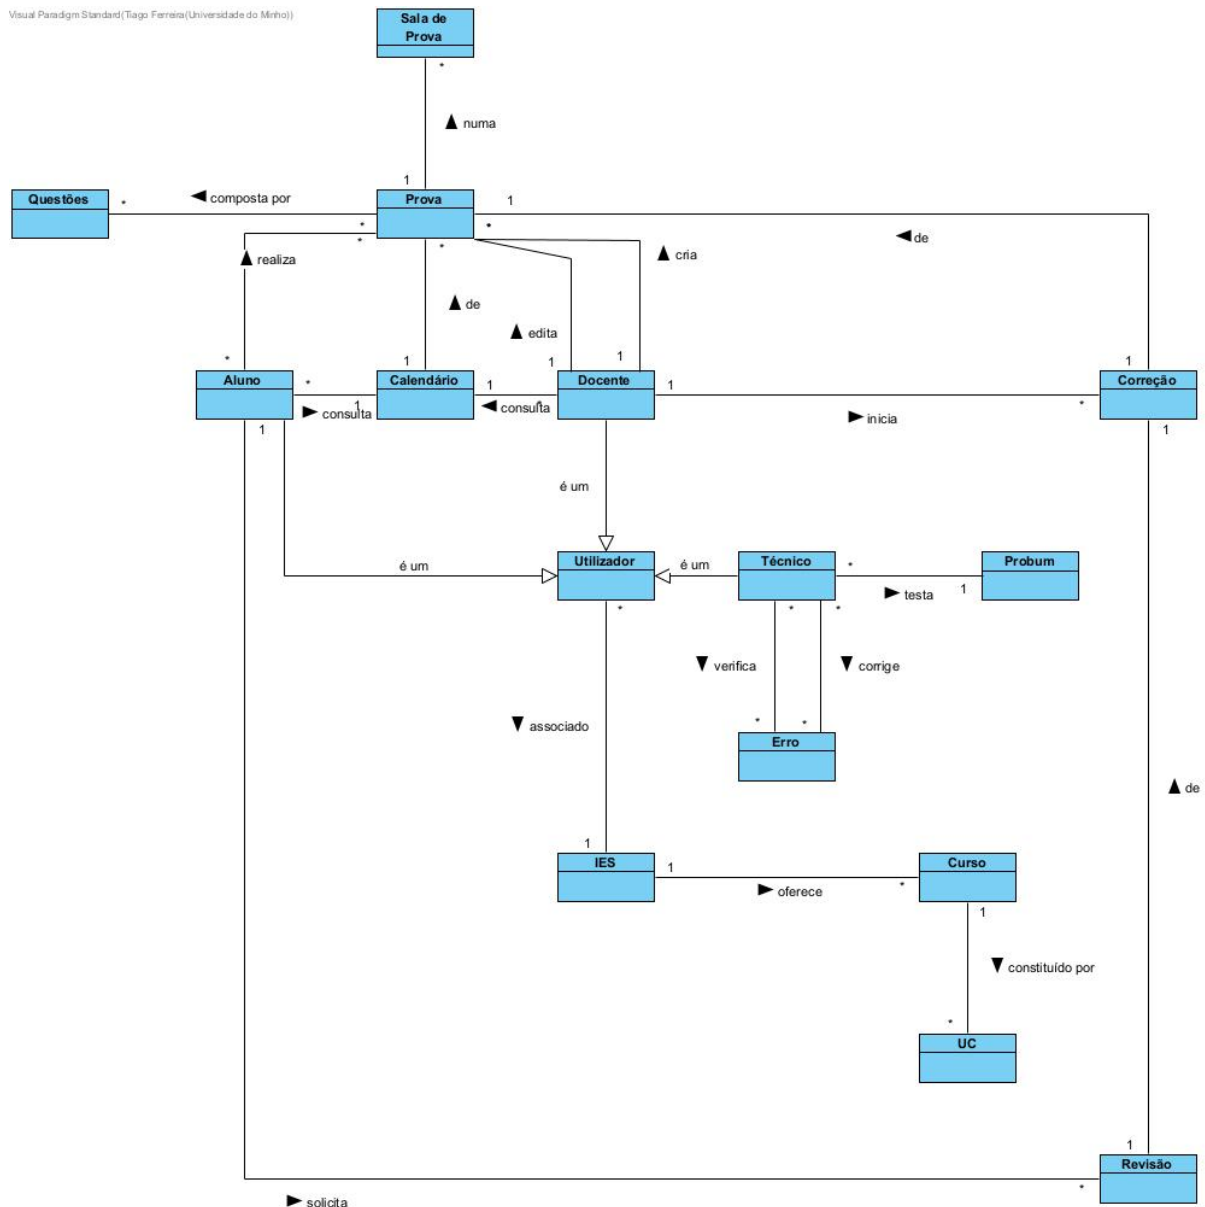 Visual Paradigm Standard(Tiago Ferreira(Universidade do Minho))
Sala de
Prova
*
numa
1
Questões
*
composta por
Prova
1
*
*
*
*
de
realiza
cria
de
edita
*
1
1
1
1
Aluno
*
1
consulta
Calendário
1
*
consulta
Docente
1
inicia
*
Correção
1
1
é um
é um
Utilizador
é um
Técnico
*
testa
1
Probum
*
*
*
verifica
corrige
associado
*
*
Erro
de
1
IES
1
oferece
*
Curso
1
constituído por
*
UC
1
Revisão
*
solicita